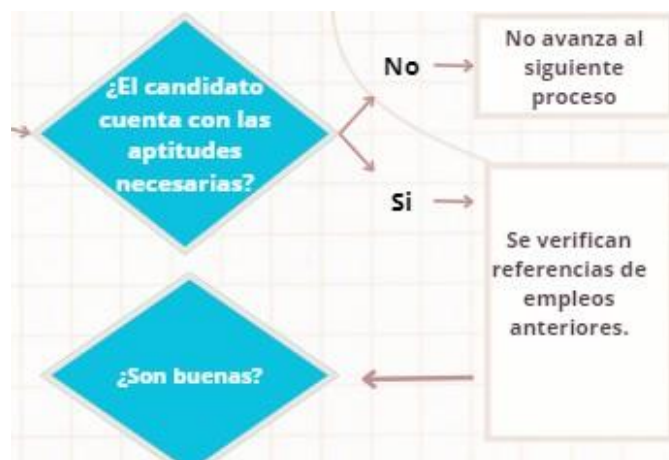 ¿El candidato
cuenta con las
aptitudes
necesarias?
No
No avanza al
siguiente
proceso
Si
Se verifican
referencias de
empleos
anteriores.
¿Son buenas?